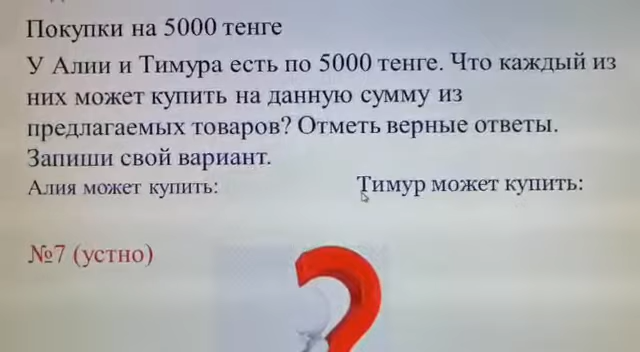 Покупки на 5000 тенге
У Алии и Тимура есть по 5000 тенге. Что каждый из
них может купить на данную сумму из
предлагаемых товаров? Отметь верные ответы.
Запиши свой вариант.
Алия может купить: Тимур может купить:
№7 (устно)